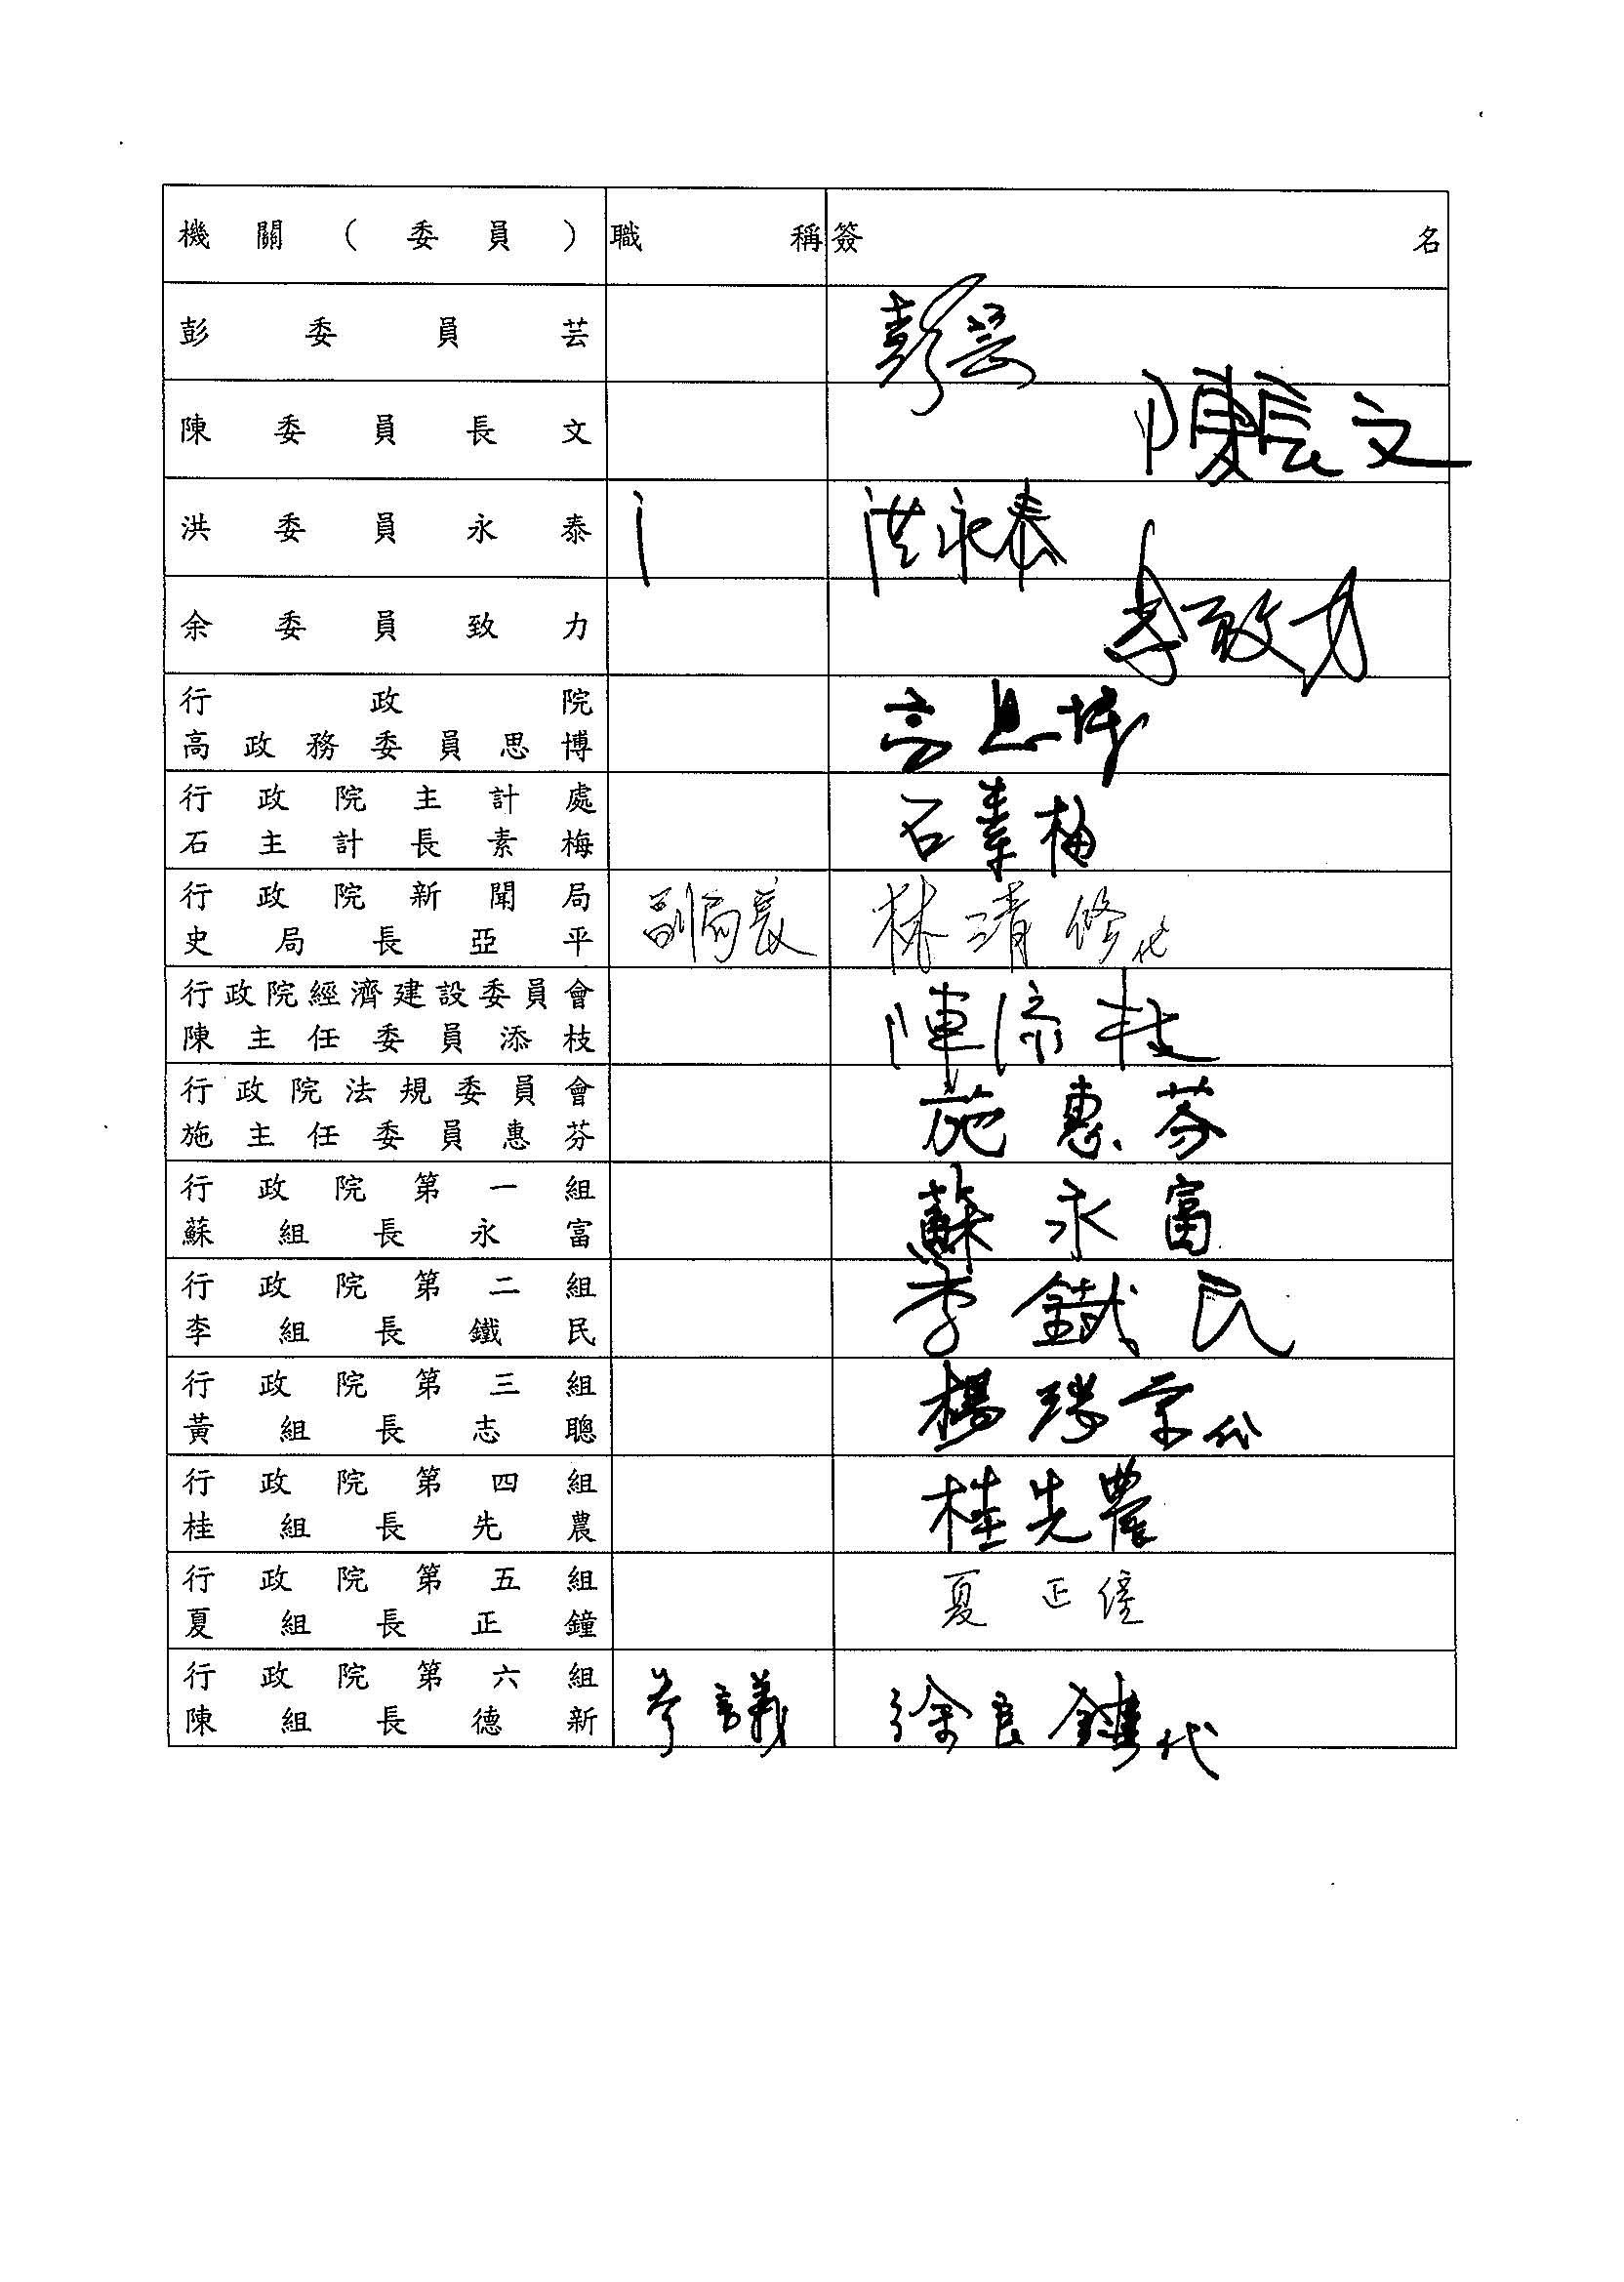 機關（委員） 職稱 簽名
彭委員芸 彭芸
陳委員長文 陳長文
洪委員永泰 洪永泰
余委員致力 余致力
行政院
高政務委員思博 高思博
行政院主計處
石主計長素梅 石素梅
行政院新聞局
史局長亞平 副局長 林清修代
行政院經濟建設委員會
陳主任委員添枝 陳添枝
行政院法規委員會
施主任委員惠芬 施惠芬
行政院第一組
蘇組長永富 蘇永富
行政院第二組
李組長鐵民 李鐵民
行政院第三組
黃組長志聰 代
行政院第四組
桂組長先農 桂先農
行政院第五組
夏組長正鐘 夏正鐘
行政院第六組
陳組長德新 參議 徐良 代